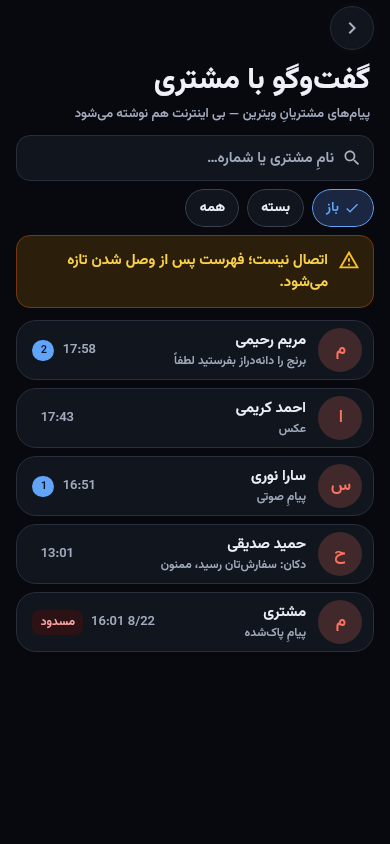 گفت‌وگو با مشتری
پیام‌های مشتریانِ ویترین — بی اینترنت هم نوشته می‌شود
نامِ مشتری یا شماره…
باز
بسته
همه
اتصال نیست؛ فهرست پس از وصل شدن تازه
می‌شود.
م
مریم رحیمی
17:58
2
برنج را دانه‌دراز بفرستید لطفاً
ا
احمد کریمی
17:43
عکس
س
سارا نوری
16:51
1
پیامِ صوتی
ح
حمید صدیقی
13:01
دکان: سفارش‌تان رسید، ممنون
م
مشتری
8/22 16:01
مسدود
پیامِ پاک‌شده